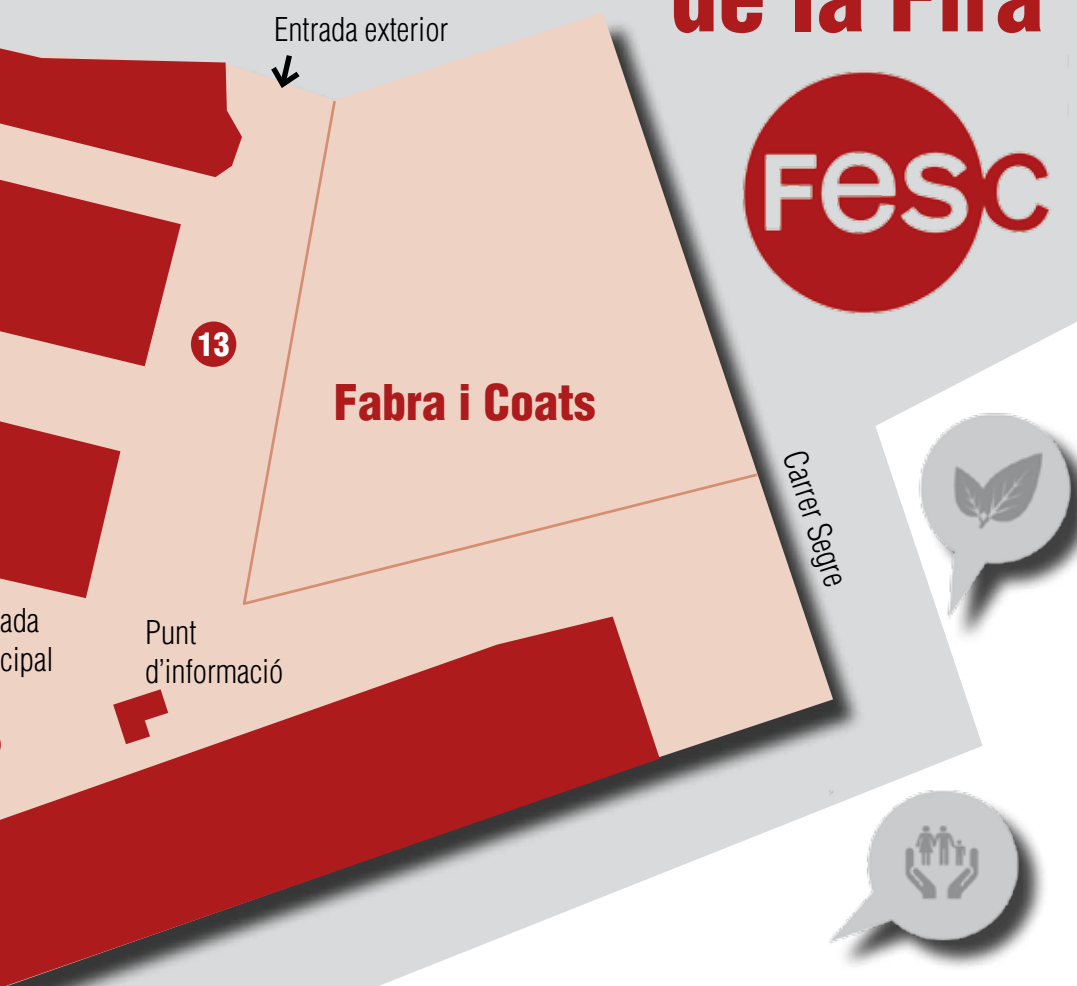 de la Fira
Entrada exterior
FeSC
13
Fabra i Coats
Carrer Segre
ada
cipal
Punt
d'informació